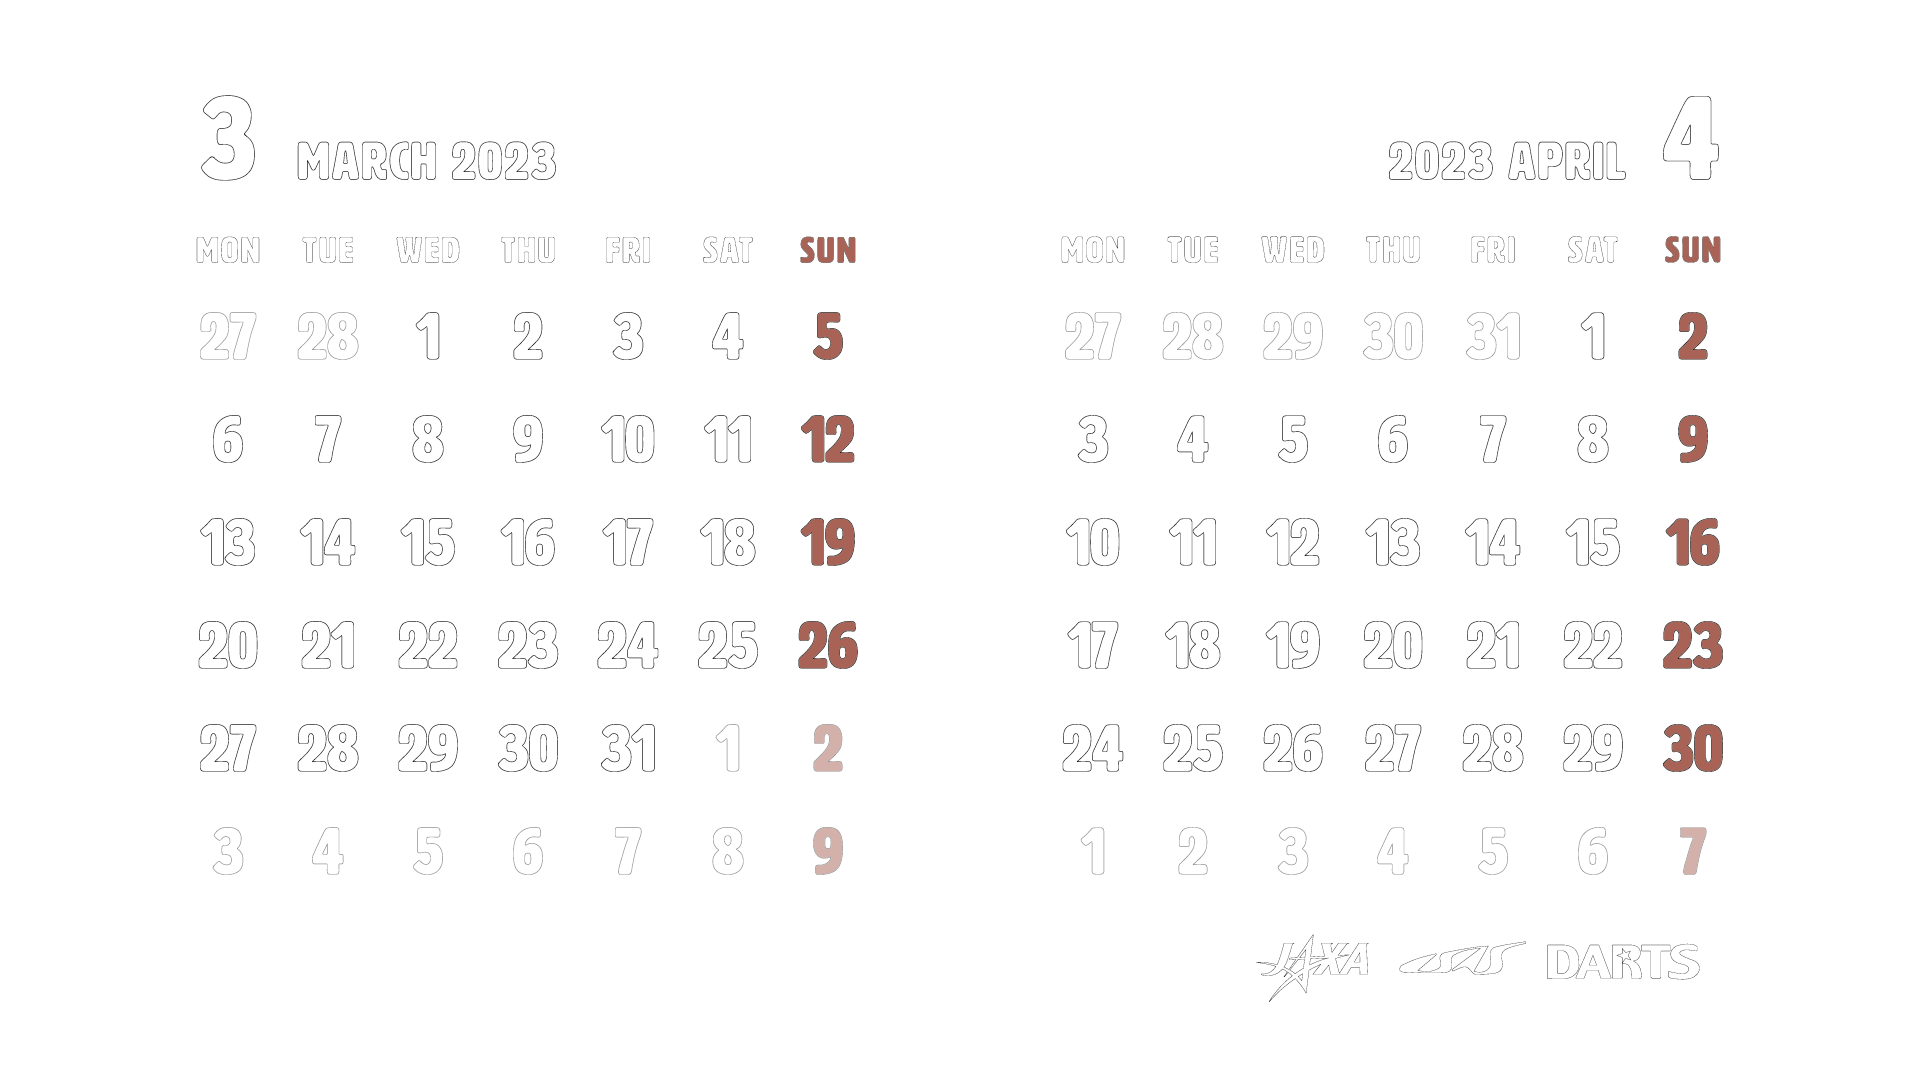 3 MARCH 2023
MON TUE WED THU FRI SAT SUN
27 28 1 2 3 4 5
6 7 8 9 10 11 12
13 14 15 16 17 18 19
20 21 22 23 24 25 26
27 28 29 30 31 1 2
3 4 5 6 7 8 9
2023 APRIL 4
MON TUE WED THU FRI SAT SUN
27 28 29 30 31 1 2
3 4 5 6 7 8 9
10 11 12 13 14 15 16
17 18 19 20 21 22 23
24 25 26 27 28 29 30
1 2 3 4 5 6 7
JAXA ISAS DARTS